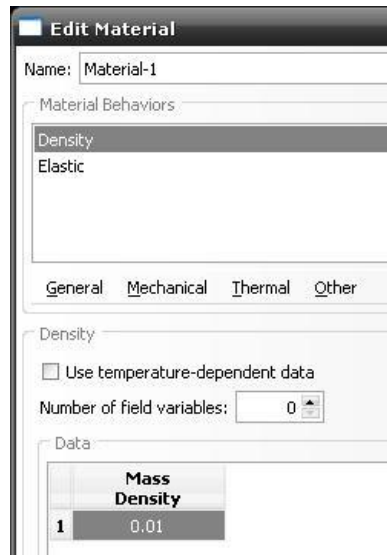 Edit Material
Name: Material-1
Material Behaviors
Density
Elastic
General Mechanical Thermal Other
Density
Use temperature-dependent data
Number of field variables: 0
Data
Mass
Density
1 0.01